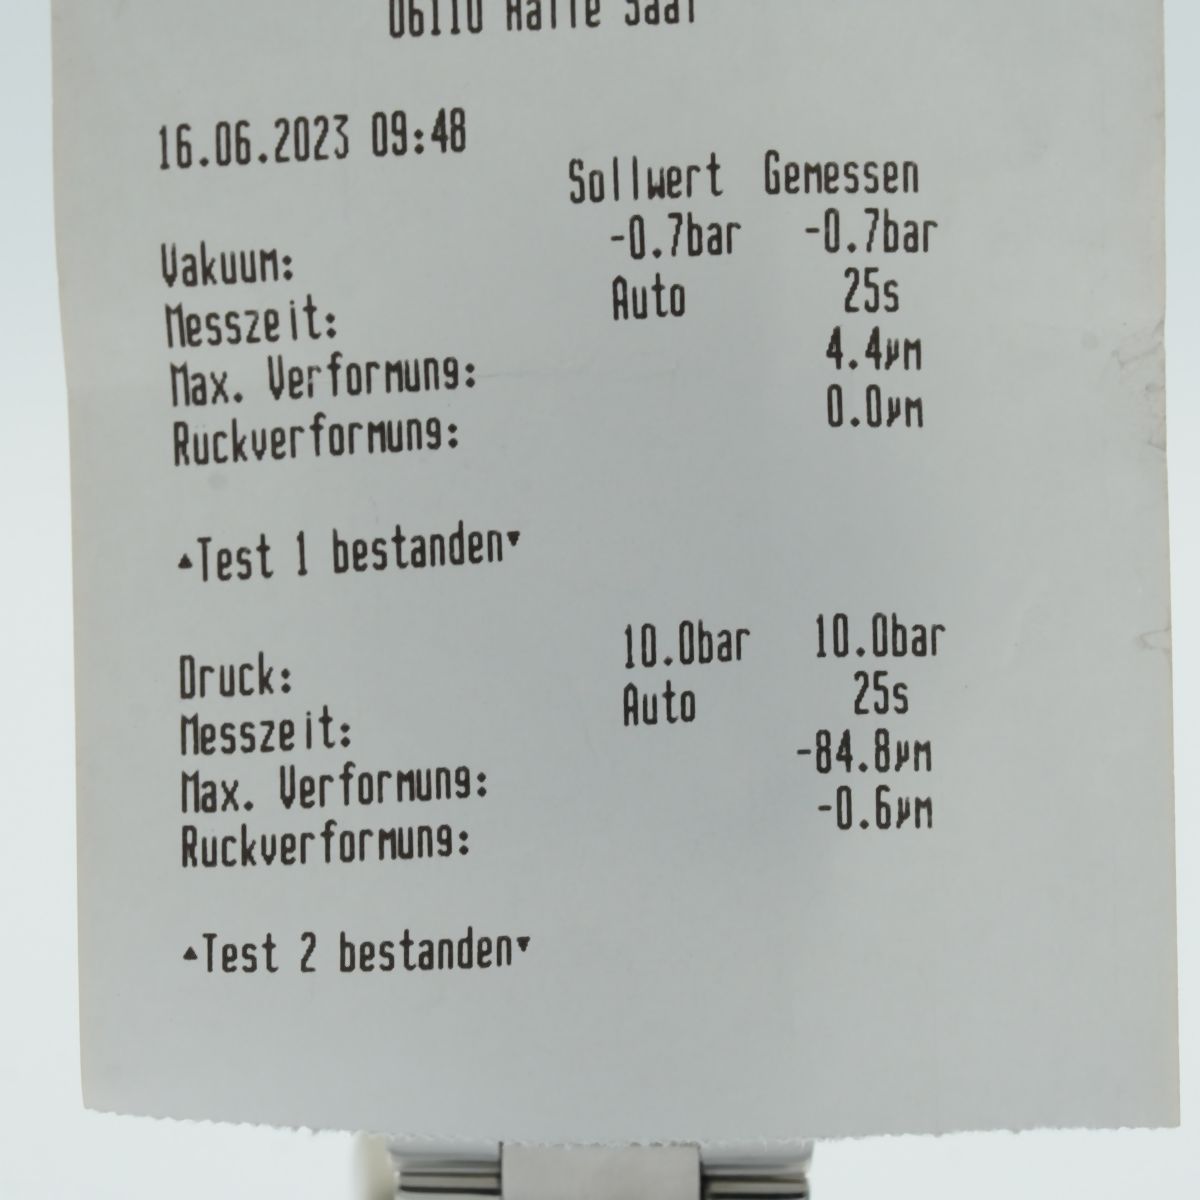 06110 Halle Saal
16.06.2023 09:48
Sollwert Gemessen
Vakuum: -0.7bar -0.7bar
Messzeit: Auto 25s
Max. Verformung: 4.4µm
Rückverformung: 0.0µm
▲Test 1 bestanden▼
Druck: 10.0bar 10.0bar
Messzeit: Auto 25s
Max. Verformung: -84.8µm
Rückverformung: -0.6µm
▲Test 2 bestanden▼